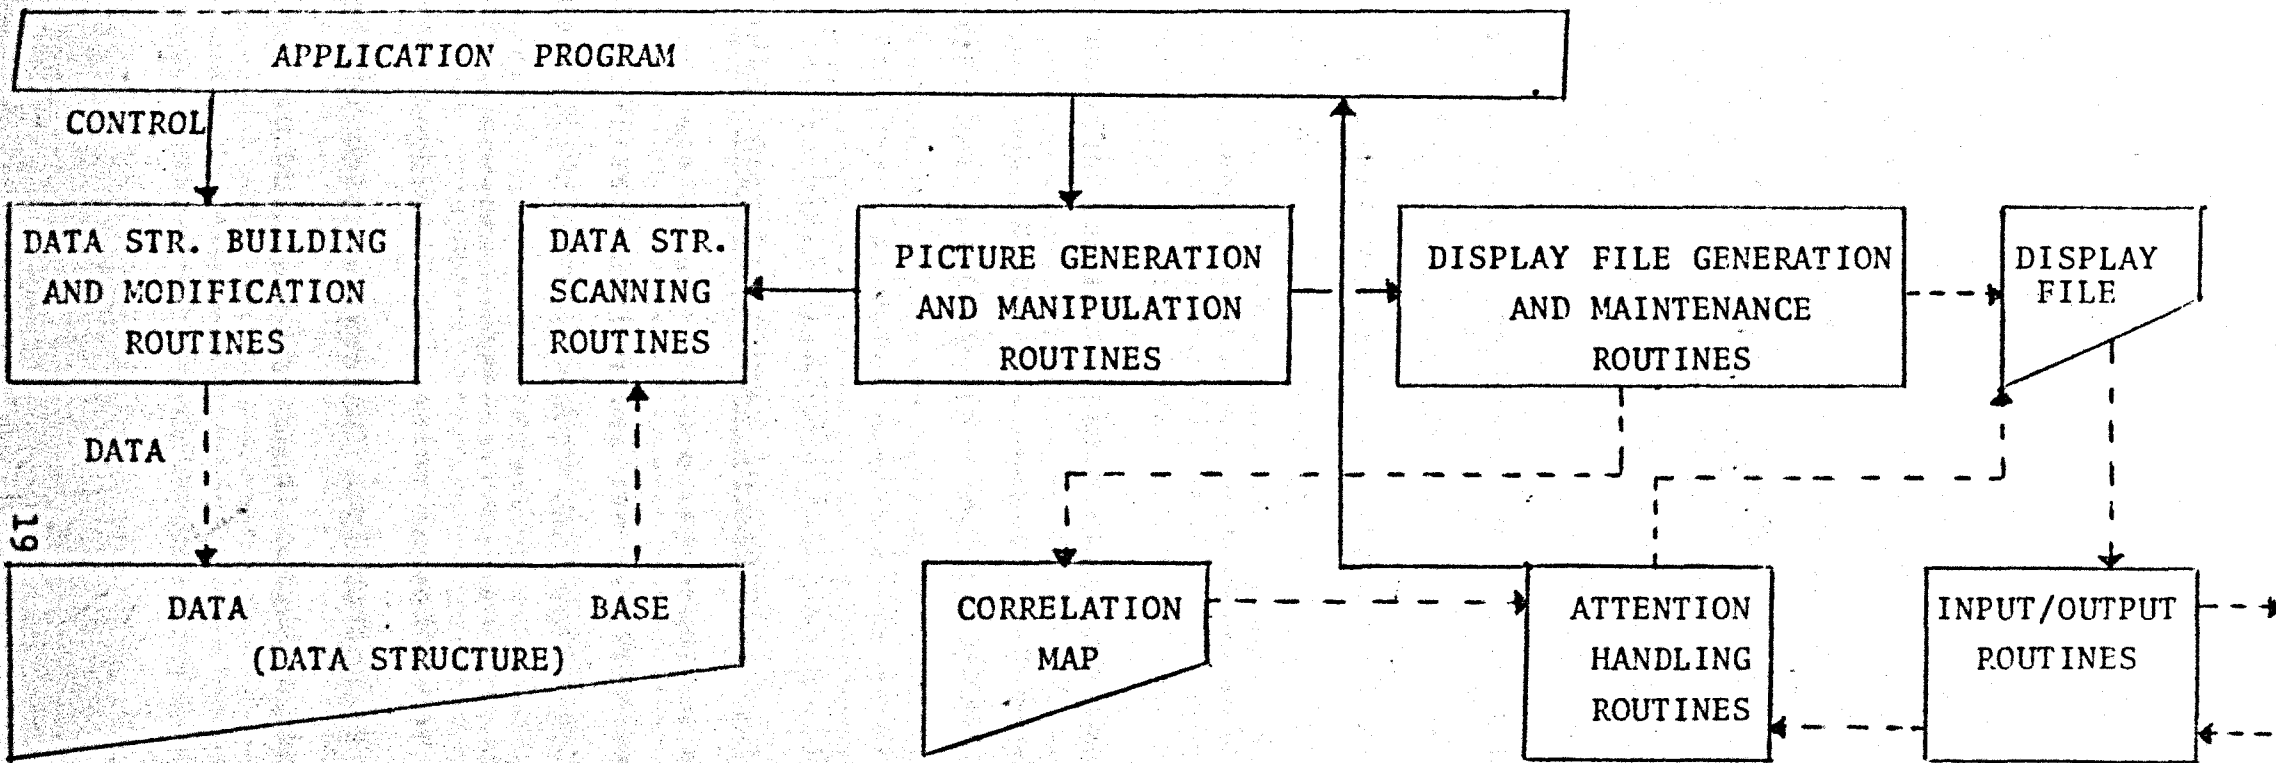 APPLICATION PROGRAM
CONTROL
DATA STR. BUILDING
AND MODIFICATION
ROUTINES
DATA STR.
SCANNING
ROUTINES
PICTURE GENERATION
AND MANIPULATION
ROUTINES
DISPLAY FILE GENERATION
AND MAINTENANCE
ROUTINES
DISPLAY
FILE
DATA
19
DATA BASE
(DATA STRUCTURE)
CORRELATION
MAP
ATTENTION
HANDLING
ROUTINES
INPUT/OUTPUT
ROUTINES